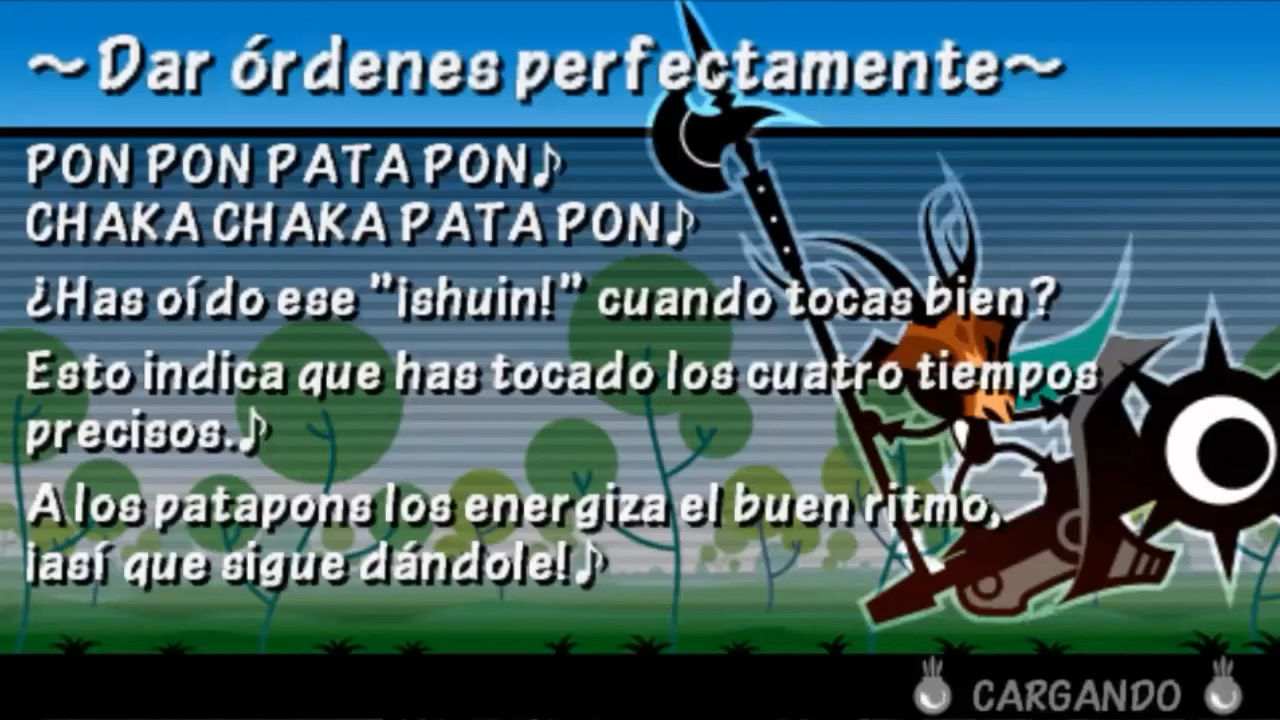 ～Dar órdenes perfectamente～
PON PON PATA PON♪
CHAKA CHAKA PATA PON♪
¿Has oído ese "¡shuin!" cuando tocas bien?
Esto indica que has tocado los cuatro tiempos
precisos.♪
A los patapons los energiza el buen ritmo,
¡así que sigue dándole!♪
CARGANDO